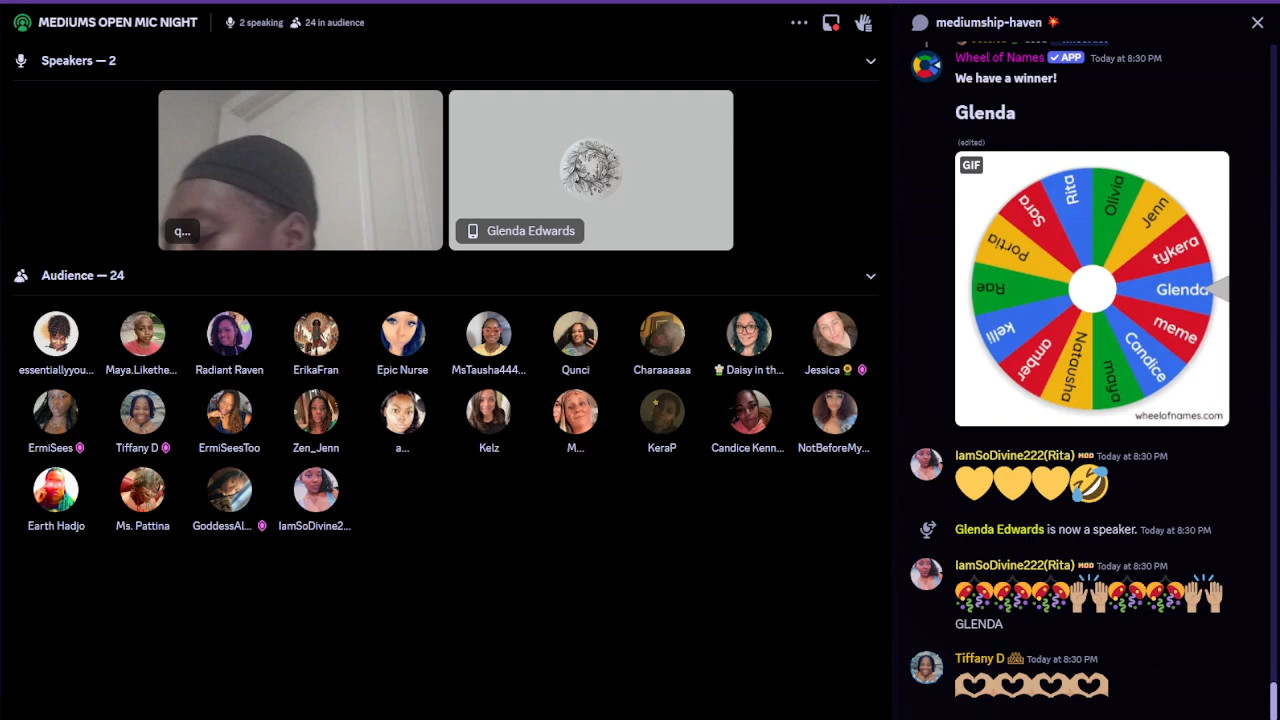 MEDIUMS OPEN MIC NIGHT
2 speaking
24 in audience
Speakers — 2
q...
Glenda Edwards
Audience — 24
essentiallyyou...
Maya.Likethe...
Radiant Raven
ErikaFran
Epic Nurse
MsTausha444...
Qunci
Charaaaaaa
Daisy in th...
Jessica🌻
ErmiSees
Tiffany D
ErmiSeesToo
Zen_Jenn
a...
Kelz
M...
KeraP
Candice Kenn...
NotBeforeMy...
Earth Hadjo
Ms. Pattina
GoddessAl...
IamSoDivine2...
mediumship-haven 💥
Wheel of Names ✓ APP Today at 8:30 PM
We have a winner!
Glenda
(edited)
GIF
Rita
Olivia
Jenn
tykera
Glenda
meme
Candice
maya
Natausha
amber
kelli
Rae
Portia
Sara
wheelofnames.com
IamSoDivine222(Rita) MOD Today at 8:30 PM
💛💛💛🤣
Glenda Edwards is now a speaker. Today at 8:30 PM
IamSoDivine222(Rita) MOD Today at 8:30 PM
🎉🎉🎉🙌🏼🎉🎉🙌🏼
GLENDA
Tiffany D Today at 8:30 PM